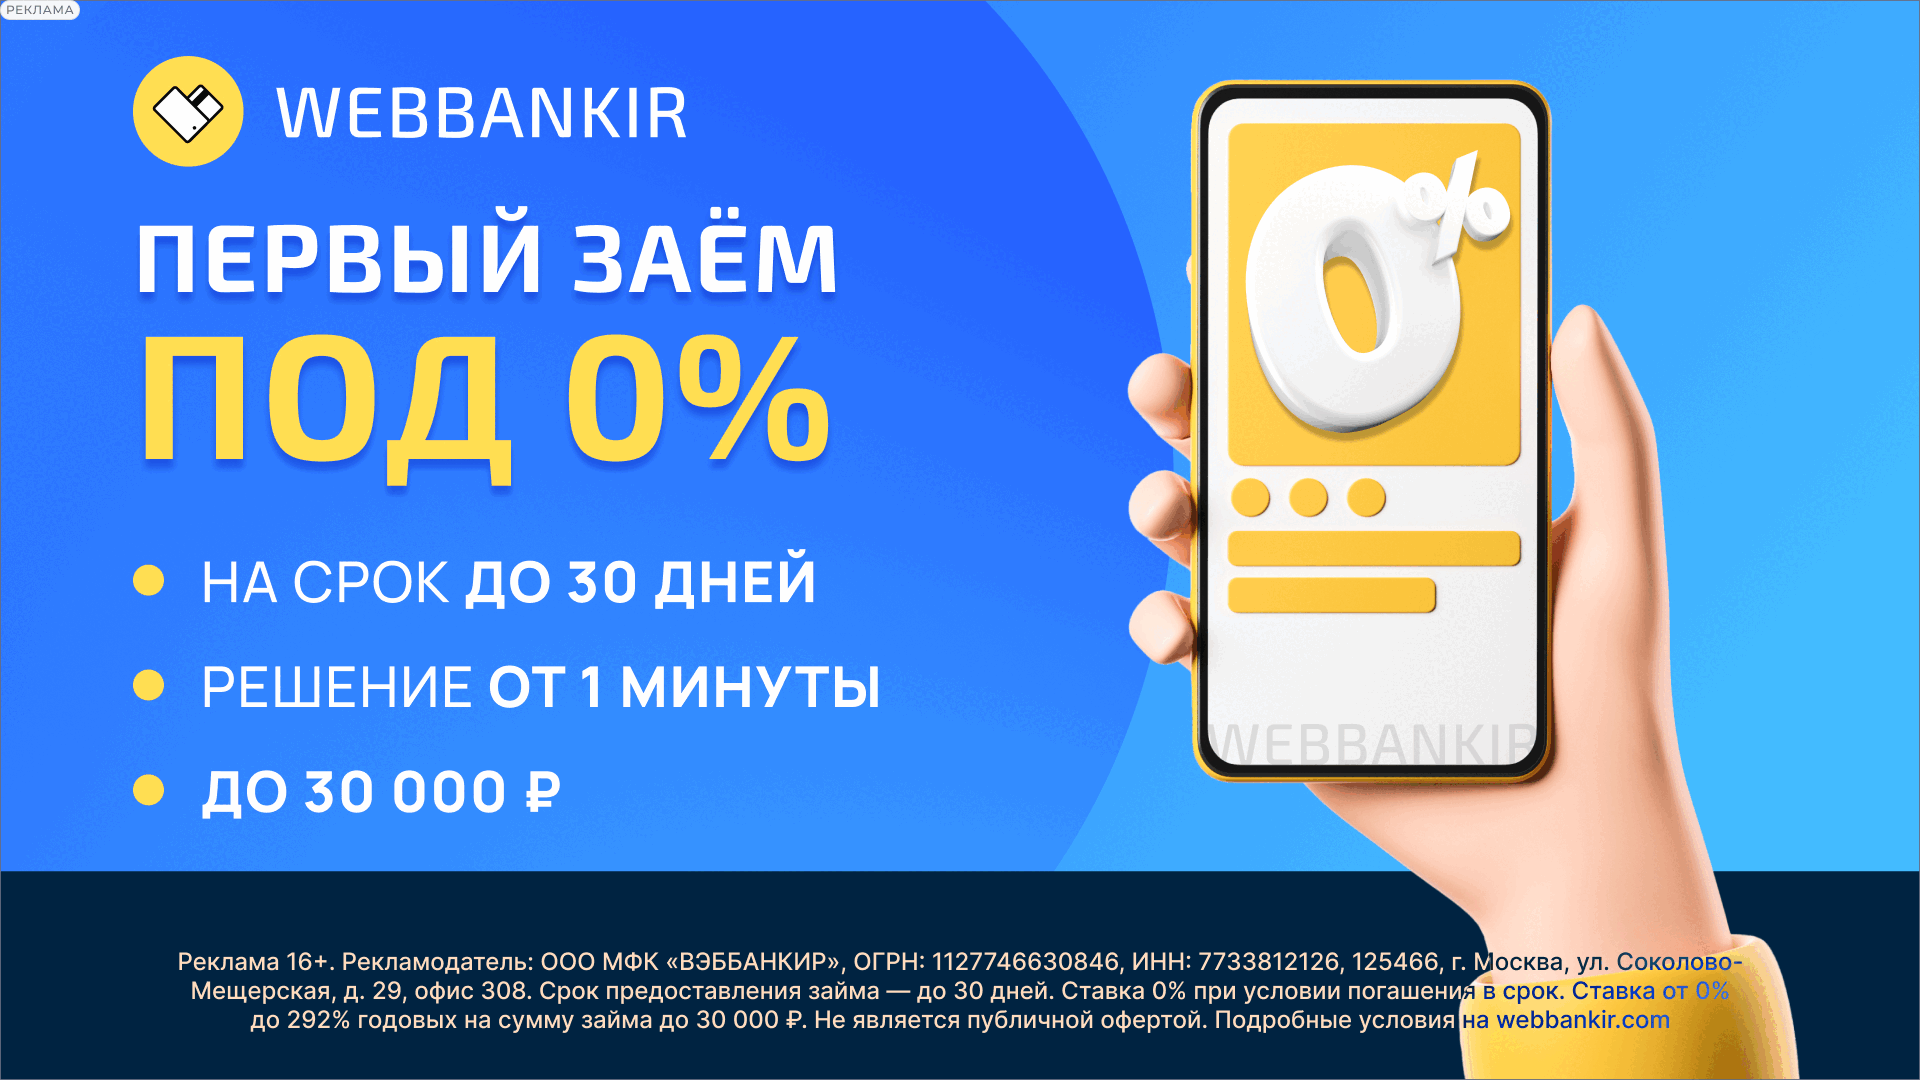 РЕКЛАМА
WEBBANKIR
ПЕРВЫЙ ЗАЁМ
ПОД 0%
НА СРОК ДО 30 ДНЕЙ
РЕШЕНИЕ ОТ 1 МИНУТЫ
ДО 30 000 ₽
0%
WEBBANKIR
Реклама 16+. Рекламодатель: ООО МФК «ВЭББАНКИР», ОГРН: 1127746630846, ИНН: 7733812126, 125466, г. Москва, ул. Соколово-
Мещерская, д. 29, офис 308. Срок предоставления займа — до 30 дней. Ставка 0% при условии погашения в срок. Ставка от 0%
до 292% годовых на сумму займа до 30 000 ₽. Не является публичной офертой. Подробные условия на webbankir.com